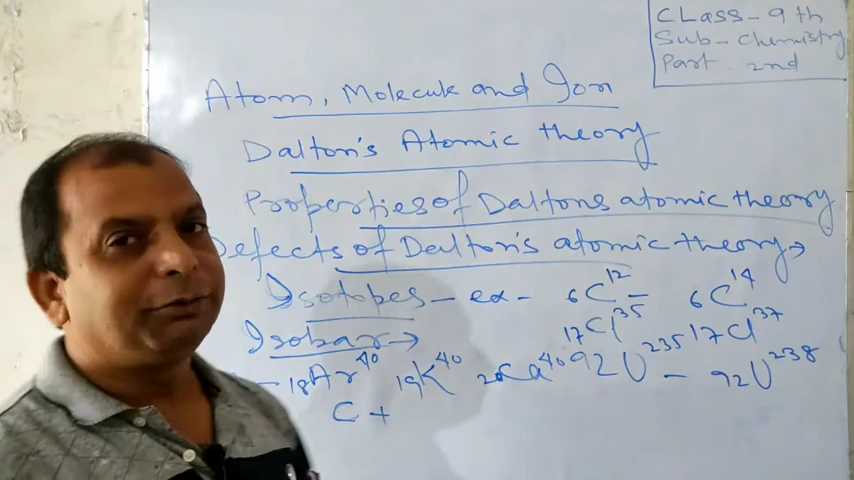 Class - 9th
Sub - Chemistry
Part 2nd
Atom, Molecule and Ion
Dalton's Atomic theory
Properties of Daltons atomic theory
Defects of Dalton's atomic theory →
Isotopes - ex - ₆C¹² - ₆C¹⁴
₁₇Cl³⁵ ₁₇Cl³⁷
Isobar →
- ₁₈Ar⁴⁰ ₁₉K⁴⁰ ₂₀Ca⁴⁰ ₉₂U²³⁵ - ₉₂U²³⁸
C +